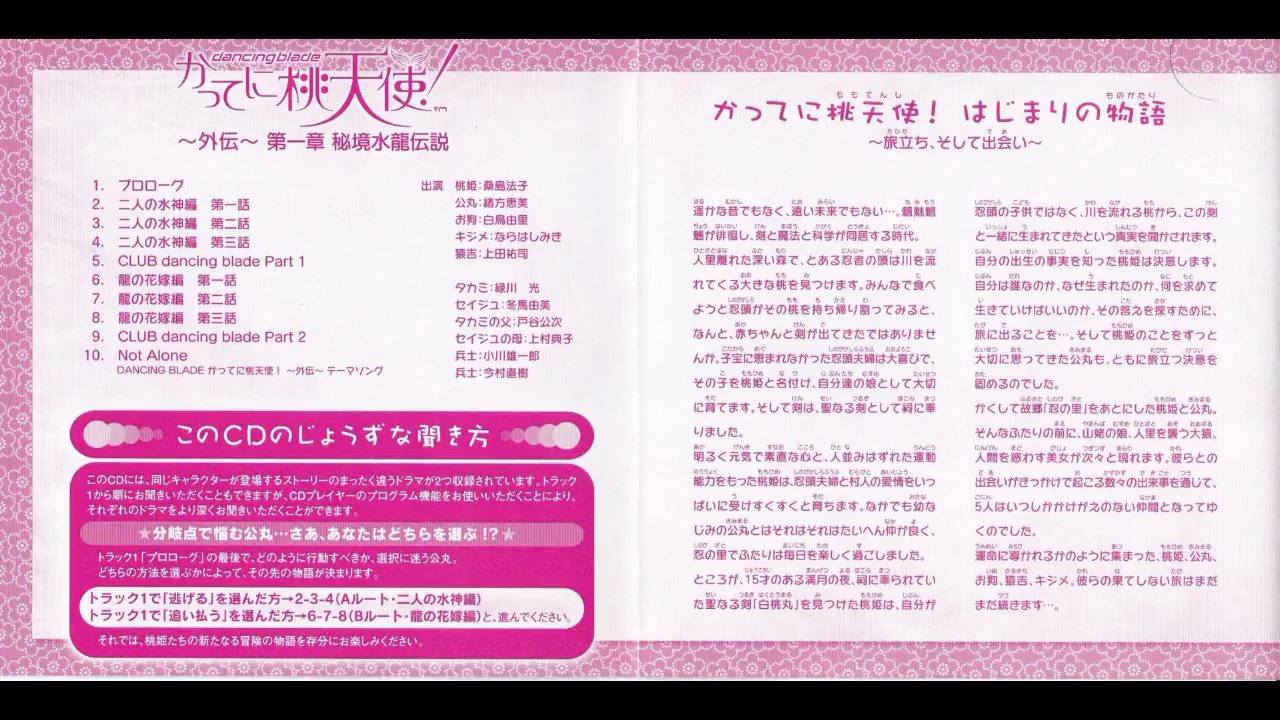 dancing blade
かってに桃天使!™
～外伝～ 第一章 秘境水龍伝説
1. プロローグ
2. 二人の水神編 第一話
3. 二人の水神編 第二話
4. 二人の水神編 第三話
5. CLUB dancing blade Part 1
6. 龍の花嫁編 第一話
7. 龍の花嫁編 第二話
8. 龍の花嫁編 第三話
9. CLUB dancing blade Part 2
10. Not Alone
DANCING BLADE かってに桃天使! ～外伝～ テーマソング
出演 桃姫:桑島法子
公丸:緒方恵美
お狗:白鳥由里
キジメ:ならはしみき
猿吉:上田祐司
タカミ:緑川 光
セイジュ:冬馬由美
タカミの父:戸谷公次
セイジュの母:上村典子
兵士:小川雄一郎
兵士:今村直樹
このCDのじょうずな聞き方
このCDには、同じキャラクターが登場するストーリーのまったく違うドラマが2つ収録されています。トラック
1から順にお聞きいただくこともできますが、CDプレイヤーのプログラム機能をお使いいただくことにより、
それぞれのドラマをより深くお聞きいただくことができます。
★分岐点で悩む公丸…さあ、あなたはどちらを選ぶ!?★
トラック1「プロローグ」の最後で、どのように行動すべきか、選択に迷う公丸。
どちらの方法を選ぶかによって、その先の物語が決まります。
トラック1で「逃げる」を選んだ方→2-3-4(Aルート・二人の水神編)
トラック1で「追い払う」を選んだ方→6-7-8(Bルート・龍の花嫁編)と、進んでください。
それでは、桃姫たちの新たなる冒険の物語を存分にお楽しみください。
かってに桃天使! はじまりの物語
～旅立ち、そして出会い～
遥かな昔でもなく、遠い未来でもない…。魑魅魍
魎が徘徊し、剣と魔法と科学が同居する時代。
人里離れた深い森で、とある忍者の頭は川を流
れてくる大きな桃を見つけます。みんなで食べ
ようと忍頭がその桃を持ち帰り割ってみると、
なんと、赤ちゃんと剣が出てきたではありませ
んか。子宝に恵まれなかった忍頭夫婦は大喜びで、
その子を桃姫と名付け、自分達の娘として大切
に育てます。そして剣は、聖なる剣として祠に奉
りました。
明るく元気で素直な心と、人並みはずれた運動
能力をもった桃姫は、忍頭夫婦と村人の愛情をいっ
ぱいに受けすくすくと育ちます。なかでも幼な
じみの公丸とはそれはそれはたいへん仲が良く、
忍の里でふたりは毎日を楽しく過ごしました。
ところが、15才のある満月の夜、祠に奉られてい
た聖なる剣「白桃丸」を見つけた桃姫は、自分が
忍頭の子供ではなく、川を流れる桃から、この剣
と一緒に生まれてきたという真実を聞かされます。
自分の出生の事実を知った桃姫は決意します。
自分は誰なのか、なぜ生まれたのか、何を求めて
生きていけばいいのか、その答えを探すために、
旅に出ることを…。そして桃姫のことをずっと
大切に思ってきた公丸も、ともに旅立つ決意を
固めるのでした。
かくして故郷「忍の里」をあとにした桃姫と公丸。
そんなふたりの前に、山姥の娘、人里を襲う大猿、
人間を惑わす美女が次々と現れます。彼らとの
出会いがきっかけで起こる数々の出来事を通じて、
5人はいつしかかけがえのない仲間となってゆ
くのでした。
運命に導かれるかのように集まった、桃姫、公丸、
お狗、猿吉、キジメ。彼らの果てしない旅はまだ
まだ続きます…。